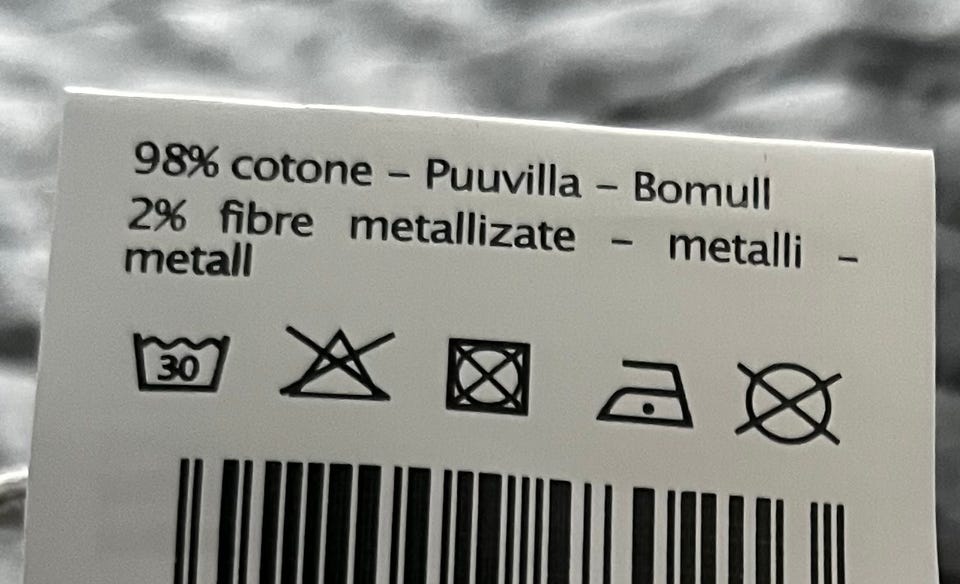 98% cotone – Puuvilla – Bomull
2% fibre metallizate – metalli –
metall
30